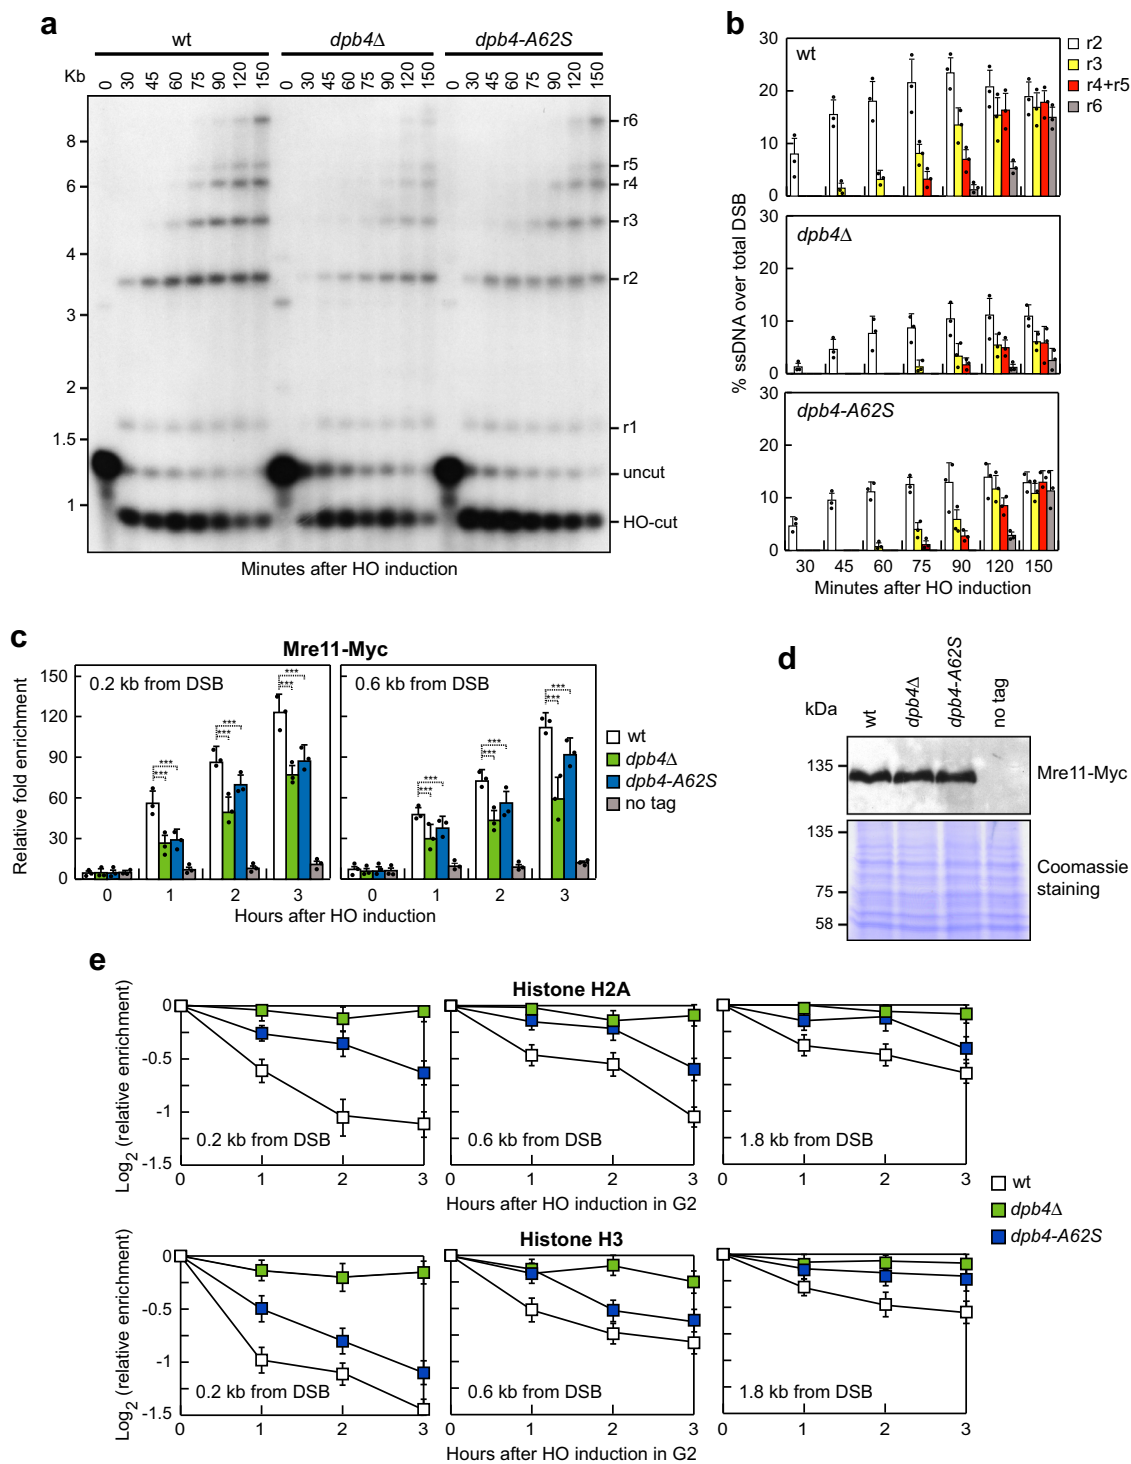 a
wt dpb4Δ dpb4-A62S
Kb 0 30 45 60 75 90 120 150 0 30 45 60 75 90 120 150 0 30 45 60 75 90 120 150
8
6
4
3
2
1.5
1
r6
r5
r4
r3
r2
r1
uncut
HO-cut
Minutes after HO induction
b
% ssDNA over total DSB
30
20
10
0
wt
r2
r3
r4+r5
r6
30
20
10
0
dpb4Δ
30
20
10
0
dpb4-A62S
30 45 60 75 90 120 150
Minutes after HO induction
c
Mre11-Myc
Relative fold enrichment
150
120
90
60
30
0
0.2 kb from DSB
*** *** *** *** *** ***
0.6 kb from DSB
*** *** *** *** *** ***
0 1 2 3 0 1 2 3
Hours after HO induction
wt
dpb4Δ
dpb4-A62S
no tag
d
kDa wt dpb4Δ dpb4-A62S no tag
135
Mre11-Myc
135
75
58
Coomassie
staining
e
Histone H2A
Log2 (relative enrichment)
0
-0.5
-1
-1.5
0.2 kb from DSB
0.6 kb from DSB
1.8 kb from DSB
0 1 2 3 0 1 2 3 0 1 2 3
Hours after HO induction in G2
wt
dpb4Δ
dpb4-A62S
Histone H3
Log2 (relative enrichment)
0
-0.5
-1
-1.5
0.2 kb from DSB
0.6 kb from DSB
1.8 kb from DSB
0 1 2 3 0 1 2 3 0 1 2 3
Hours after HO induction in G2